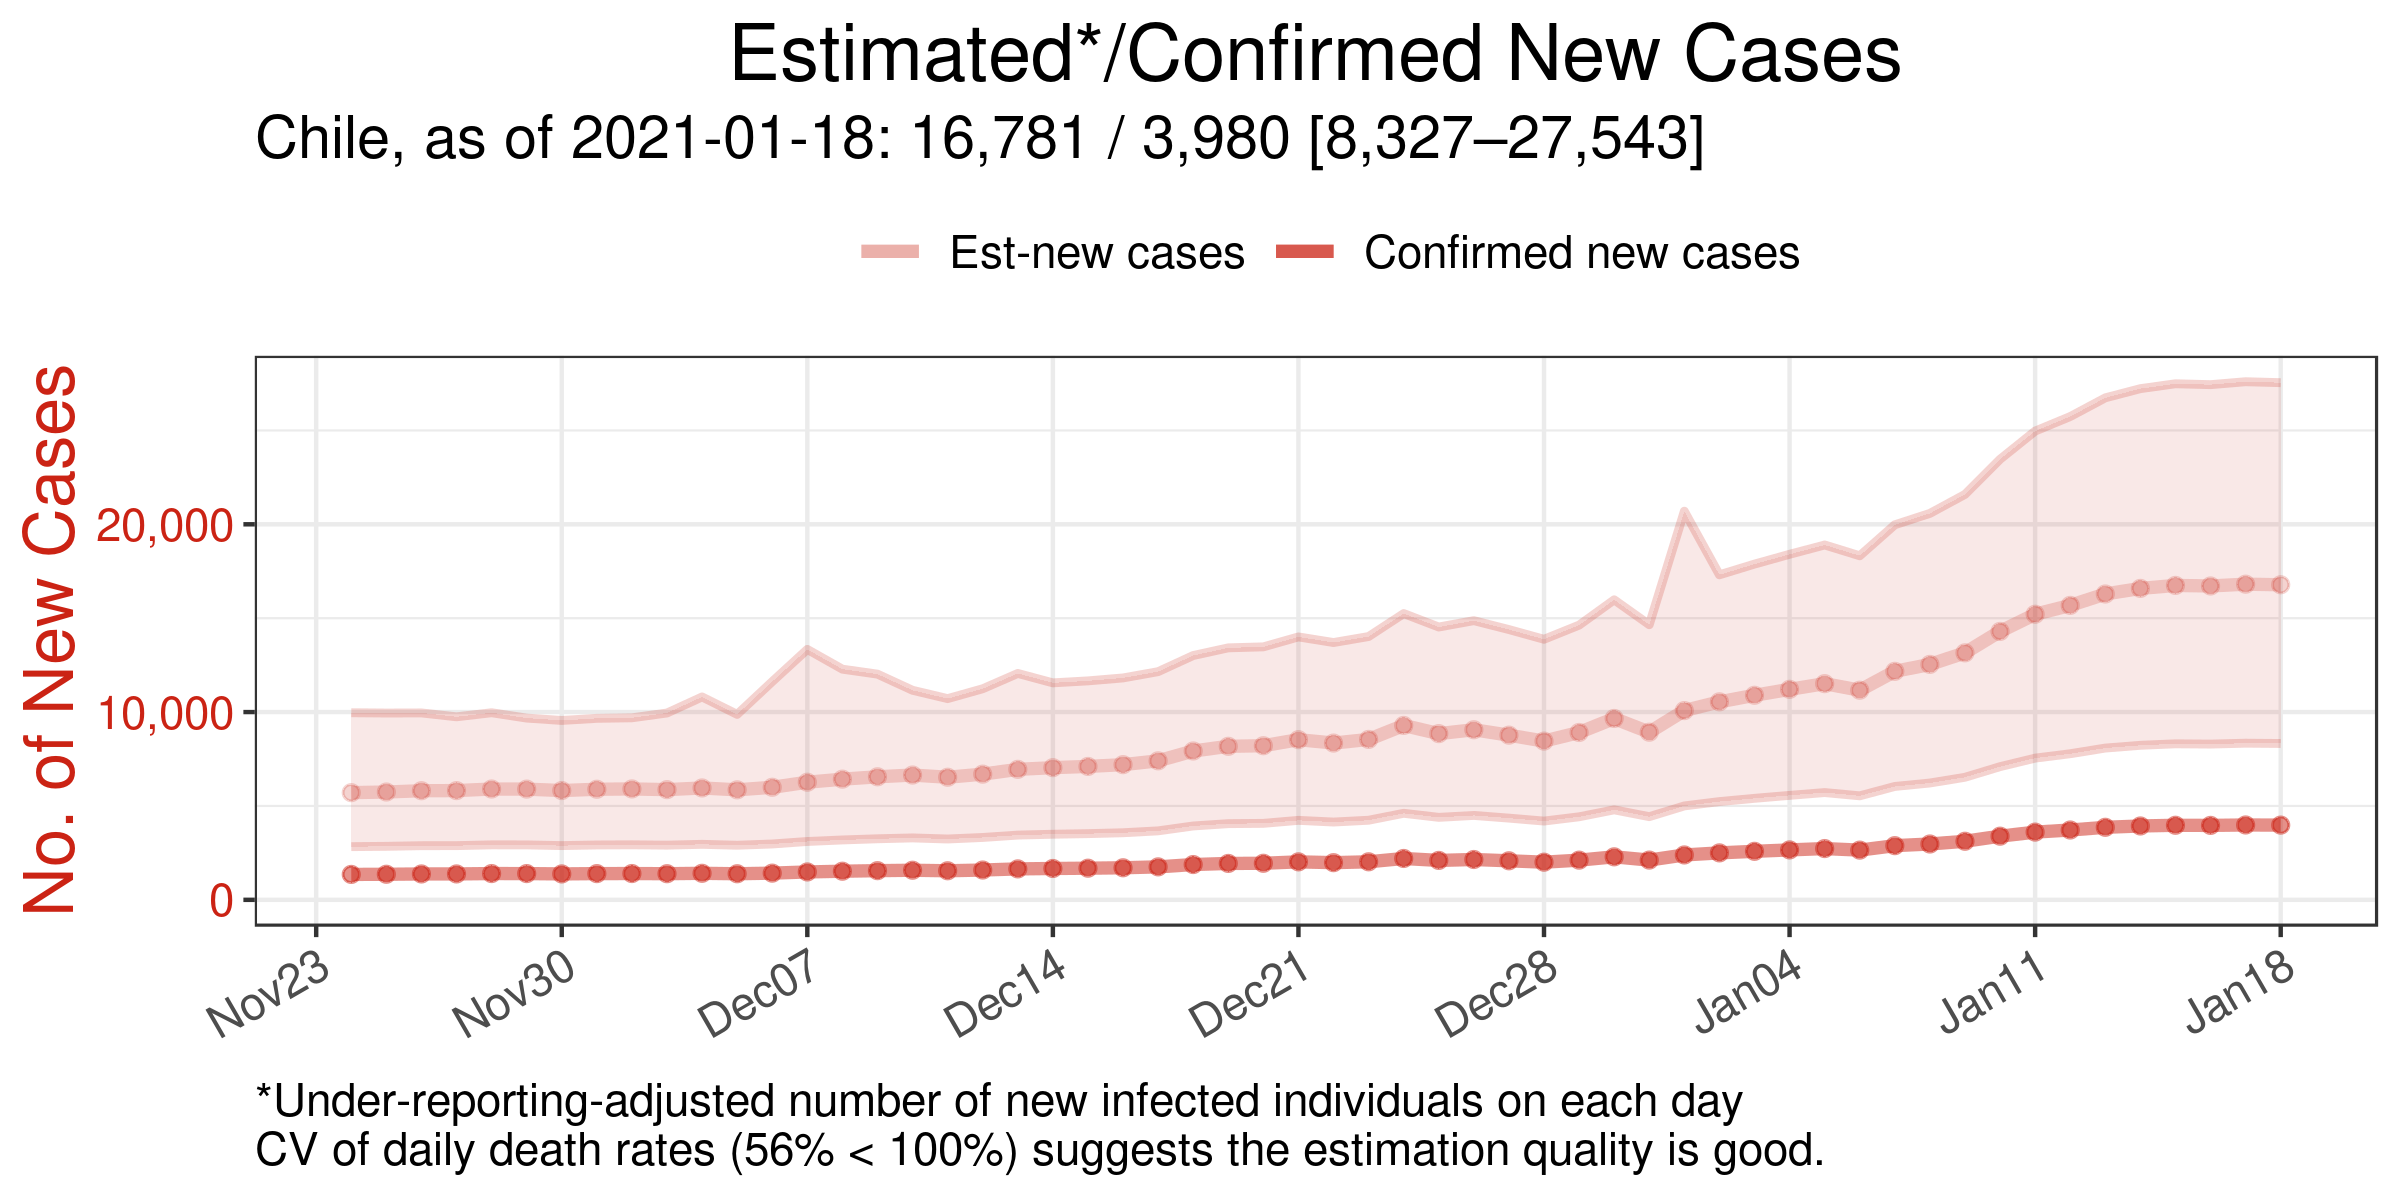 Estimated*/Confirmed New Cases
Chile, as of 2021-01-18: 16,781 / 3,980 [8,327–27,543]
Est-new cases Confirmed new cases
No. of New Cases
20,000
10,000
0
Nov23 Nov30 Dec07 Dec14 Dec21 Dec28 Jan04 Jan11 Jan18
*Under-reporting-adjusted number of new infected individuals on each day
CV of daily death rates (56% < 100%) suggests the estimation quality is good.